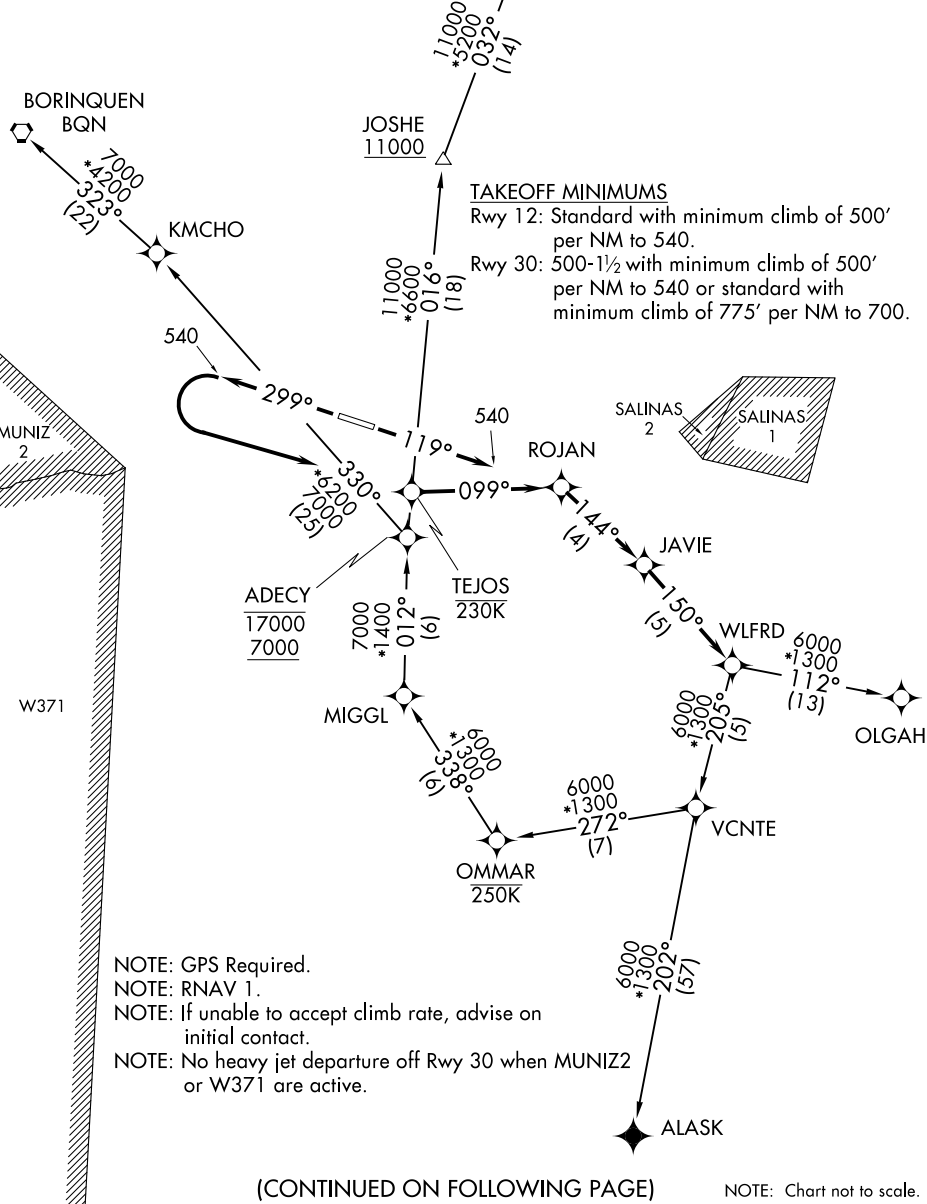 11000
*5200
032°
(14)
BORINQUEN
BQN
JOSHE
11000
7000
*4200
323°
(22)
KMCHO
TAKEOFF MINIMUMS
Rwy 12: Standard with minimum climb of 500'
per NM to 540.
Rwy 30: 500-1½ with minimum climb of 500'
per NM to 540 or standard with
minimum climb of 775' per NM to 700.
11000
*6600
016°
(18)
540
299°
119°
540
MUNIZ
2
SALINAS
2
SALINAS
1
ROJAN
330°
*6200
7000
(25)
099°
144°
(4)
JAVIE
ADECY
17000
7000
TEJOS
230K
7000
*1400
012°
(6)
150°
(5)
WLFRD
6000
*1300
112°
(13)
OLGAH
W371
MIGGL
6000
*1300
205°
(5)
6000
*1300
338°
(6)
6000
*1300
272°
(7)
VCNTE
OMMAR
250K
6000
*1300
202°
(57)
NOTE: GPS Required.
NOTE: RNAV 1.
NOTE: If unable to accept climb rate, advise on
initial contact.
NOTE: No heavy jet departure off Rwy 30 when MUNIZ2
or W371 are active.
ALASK
(CONTINUED ON FOLLOWING PAGE)
NOTE: Chart not to scale.